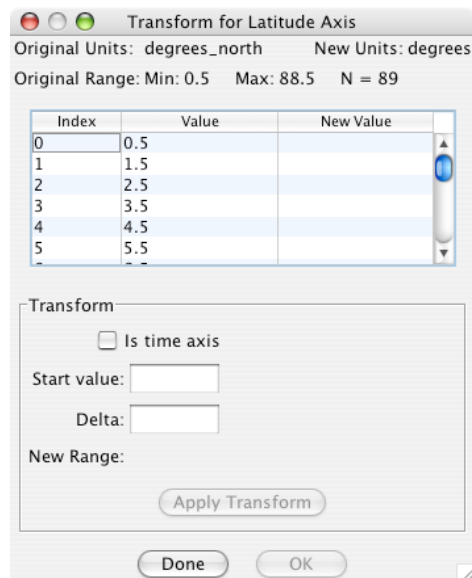 Transform for Latitude Axis
Original Units: degrees_north New Units: degrees
Original Range: Min: 0.5 Max: 88.5 N = 89
Index Value New Value
0 0.5
1 1.5
2 2.5
3 3.5
4 4.5
5 5.5
Transform
Is time axis
Start value:
Delta:
New Range:
Apply Transform
Done OK